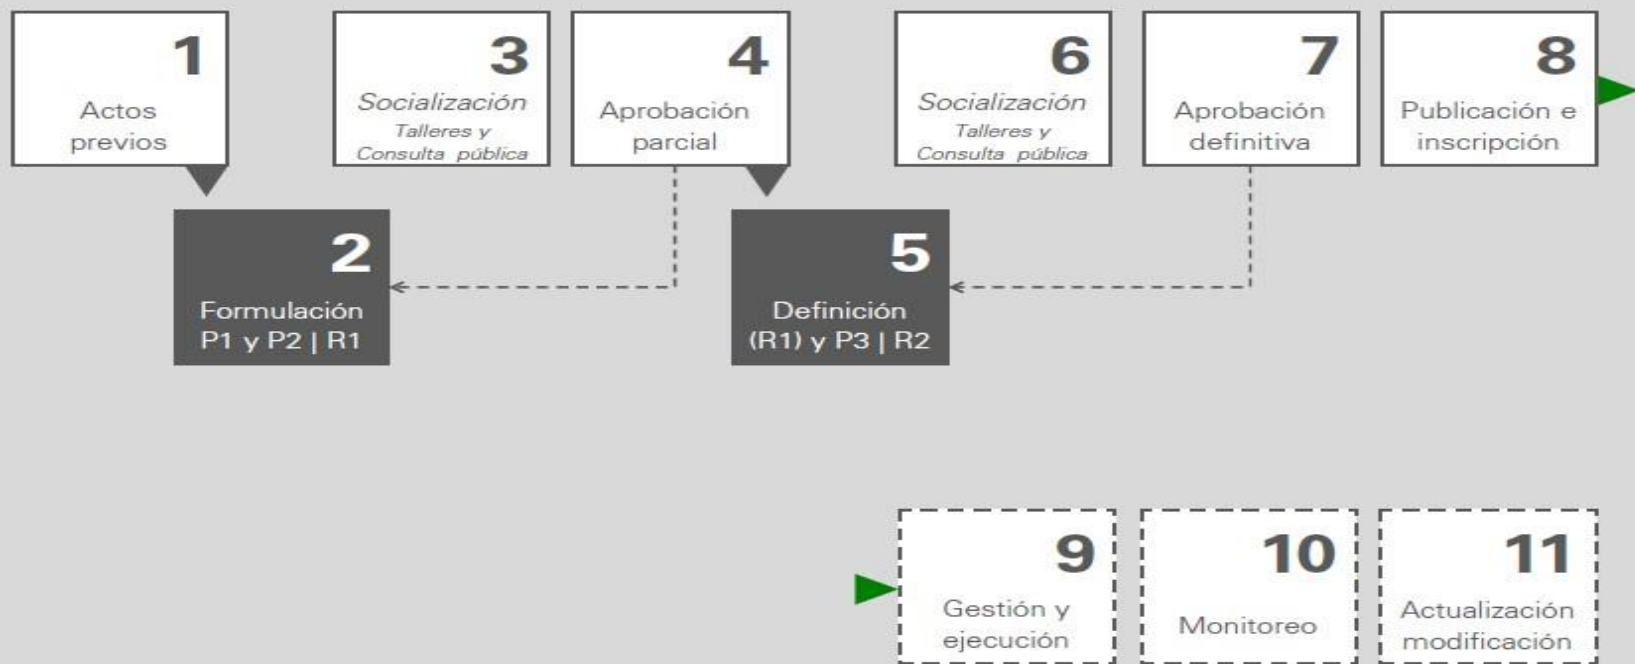 1
Actos
previos
2
Formulación
P1 y P2 | R1
3
Socialización
Talleres y
Consulta pública
4
Aprobación
parcial
5
Definición
(R1) y P3 | R2
6
Socialización
Talleres y
Consulta pública
7
Aprobación
definitiva
8
Publicación e
inscripción
9
Gestión y
ejecución
10
Monitoreo
11
Actualización
modificación